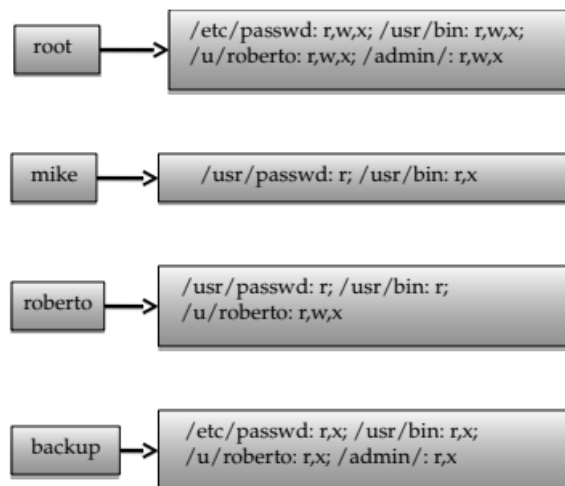 root
/etc/passwd: r,w,x; /usr/bin: r,w,x;
/u/roberto: r,w,x; /admin/: r,w,x
mike
/usr/passwd: r; /usr/bin: r,x
roberto
/usr/passwd: r; /usr/bin: r;
/u/roberto: r,w,x
backup
/etc/passwd: r,x; /usr/bin: r,x;
/u/roberto: r,x; /admin/: r,x